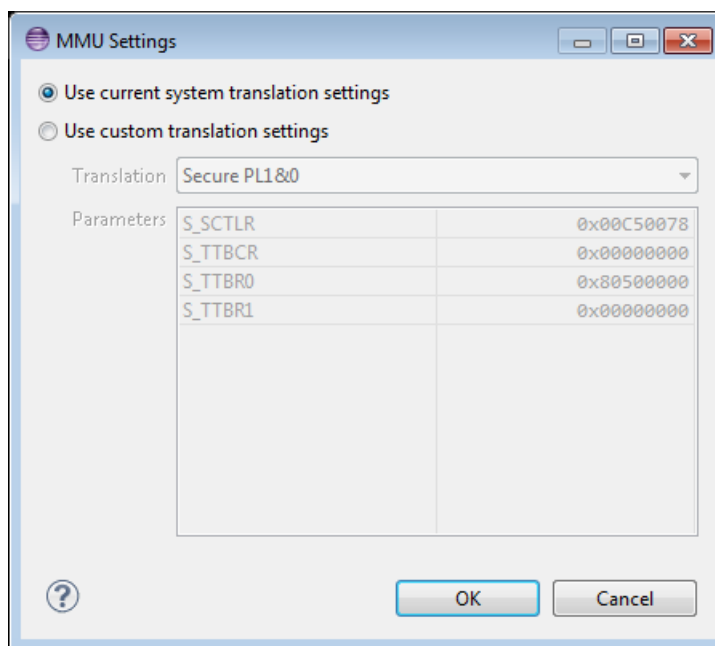 MMU Settings
Use current system translation settings
Use custom translation settings
Translation Secure PL1&0
Parameters S_SCTLR 0x00C50078
S_TTBCR 0x00000000
S_TTBR0 0x80500000
S_TTBR1 0x00000000
?
OK Cancel